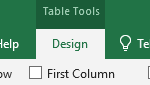 Table Tools
Help Design Te
ow First Column